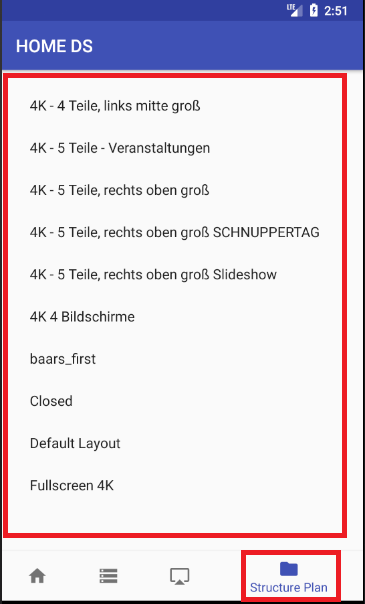 LTE 2:51
HOME DS
4K - 4 Teile, links mitte groß
4K - 5 Teile - Veranstaltungen
4K - 5 Teile, rechts oben groß
4K - 5 Teile, rechts oben groß SCHNUPPERTAG
4K - 5 Teile, rechts oben groß Slideshow
4K 4 Bildschirme
baars_first
Closed
Default Layout
Fullscreen 4K
Structure Plan